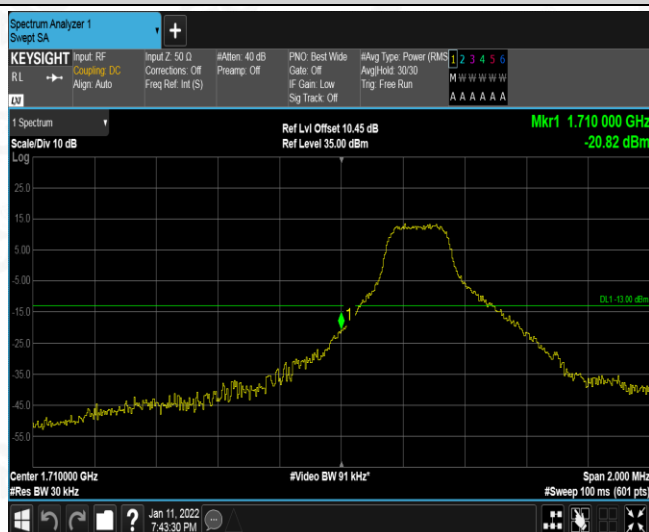 Spectrum Analyzer 1
Swept SA
KEYSIGHT
RL
Input: RF
Coupling: DC
Align: Auto
Input Z: 50 Ω
Corrections: Off
Freq Ref: Int (S)
#Atten: 40 dB
Preamp: Off
PNO: Best Wide
Gate: Off
IF Gain: Low
Sig Track: Off
#Avg Type: Power (RMS
Avg|Hold: 30/30
Trig: Free Run
1 2 3 4 5 6
M W W W W W
A A A A A A
LXI
1 Spectrum
Scale/Div 10 dB
Ref Lvl Offset 10.45 dB
Ref Level 35.00 dBm
Mkr1 1.710 000 GHz
-20.82 dBm
Log
25.0
15.0
5.00
-5.00
-15.0
-25.0
-35.0
-45.0
-55.0
DL1 -13.00 dBm
1
Center 1.710000 GHz
#Res BW 30 kHz
#Video BW 91 kHz*
Span 2.000 MHz
#Sweep 100 ms (601 pts)
?
Jan 11, 2022
7:43:30 PM